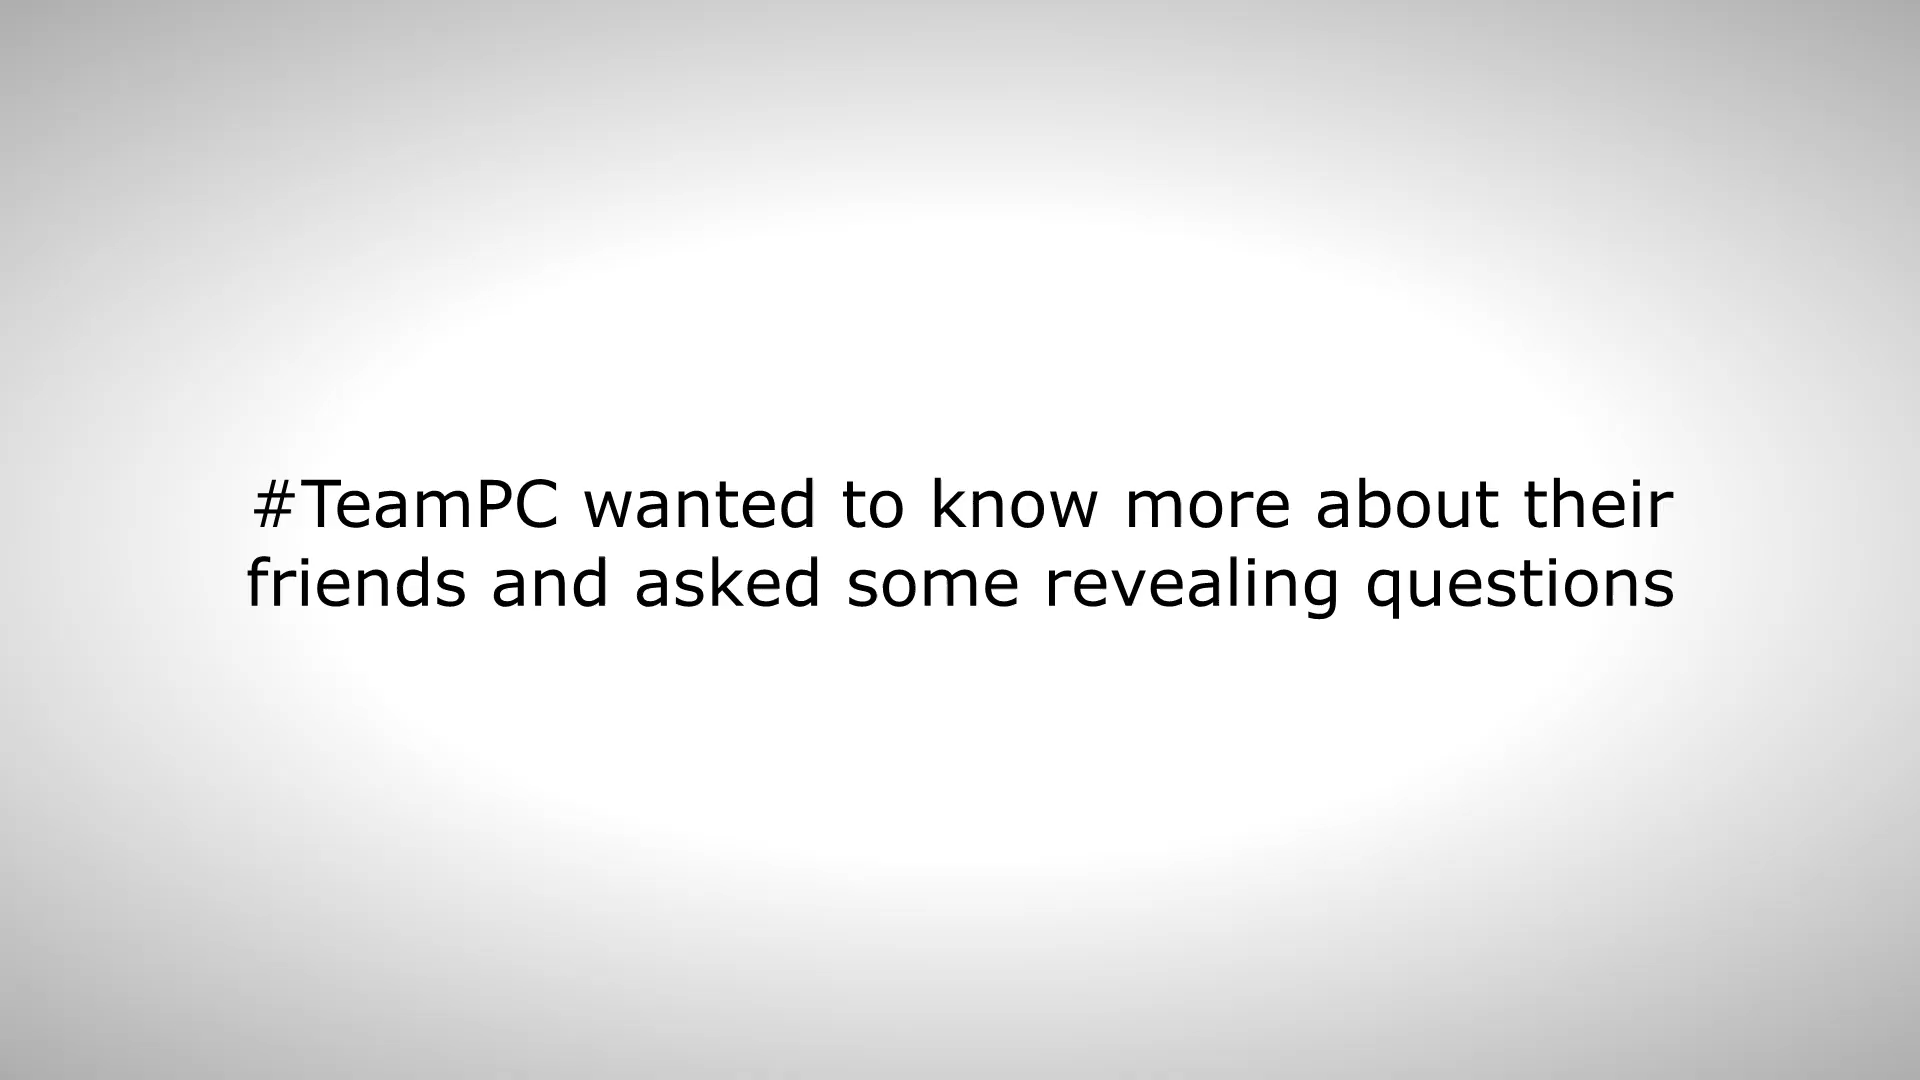 #TeamPC wanted to know more about their
friends and asked some revealing questions